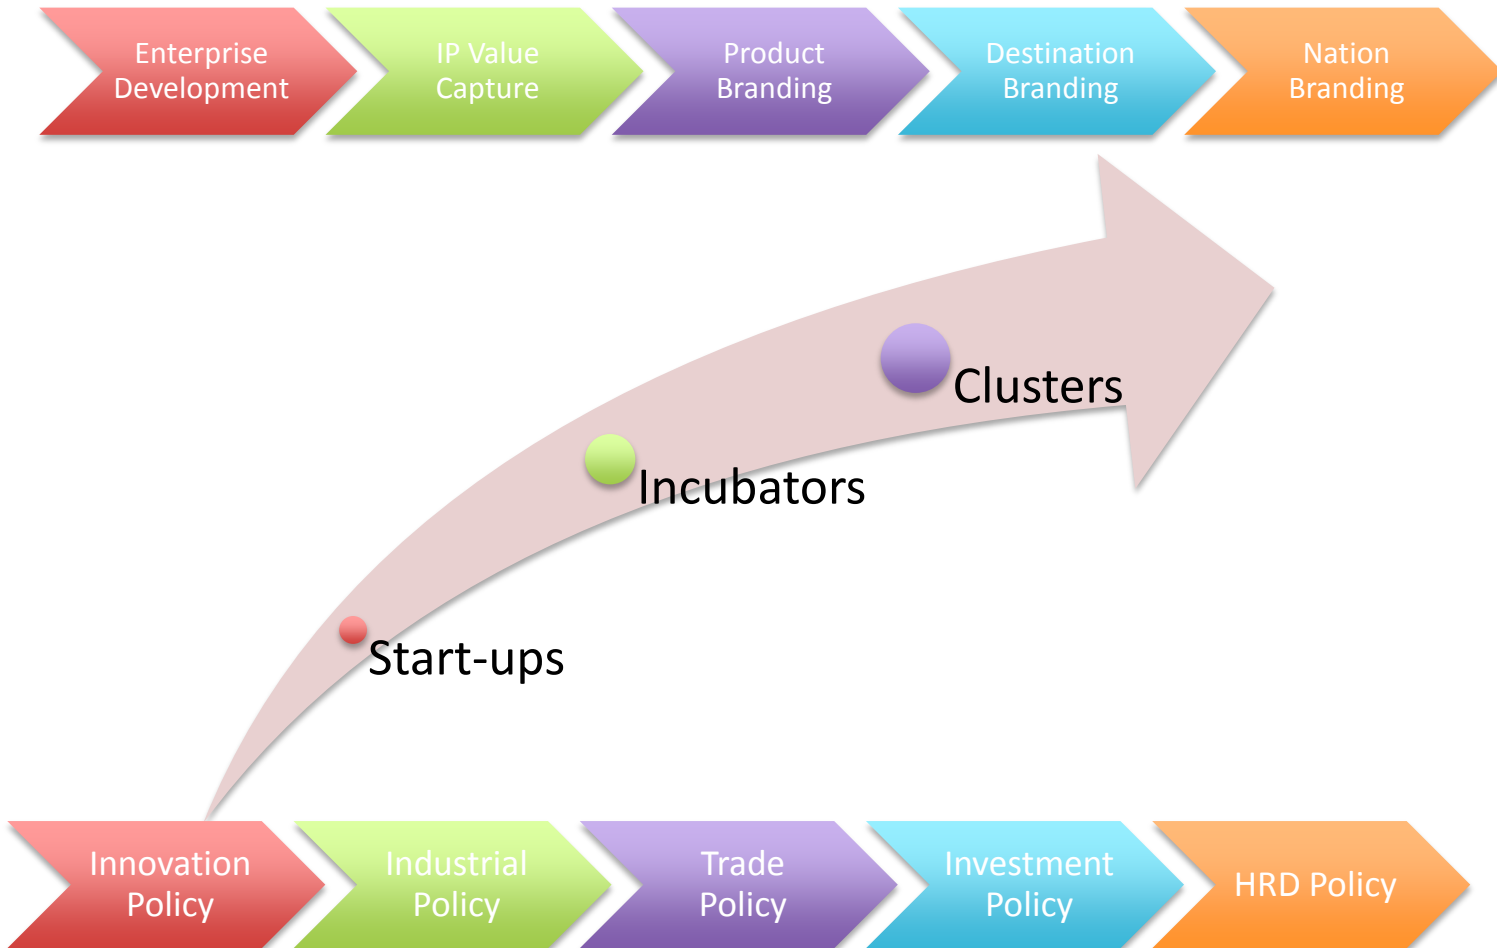 Enterprise
Development
IP Value
Capture
Product
Branding
Destination
Branding
Nation
Branding
Clusters
Incubators
Start-ups
Innovation
Policy
Industrial
Policy
Trade
Policy
Investment
Policy
HRD Policy